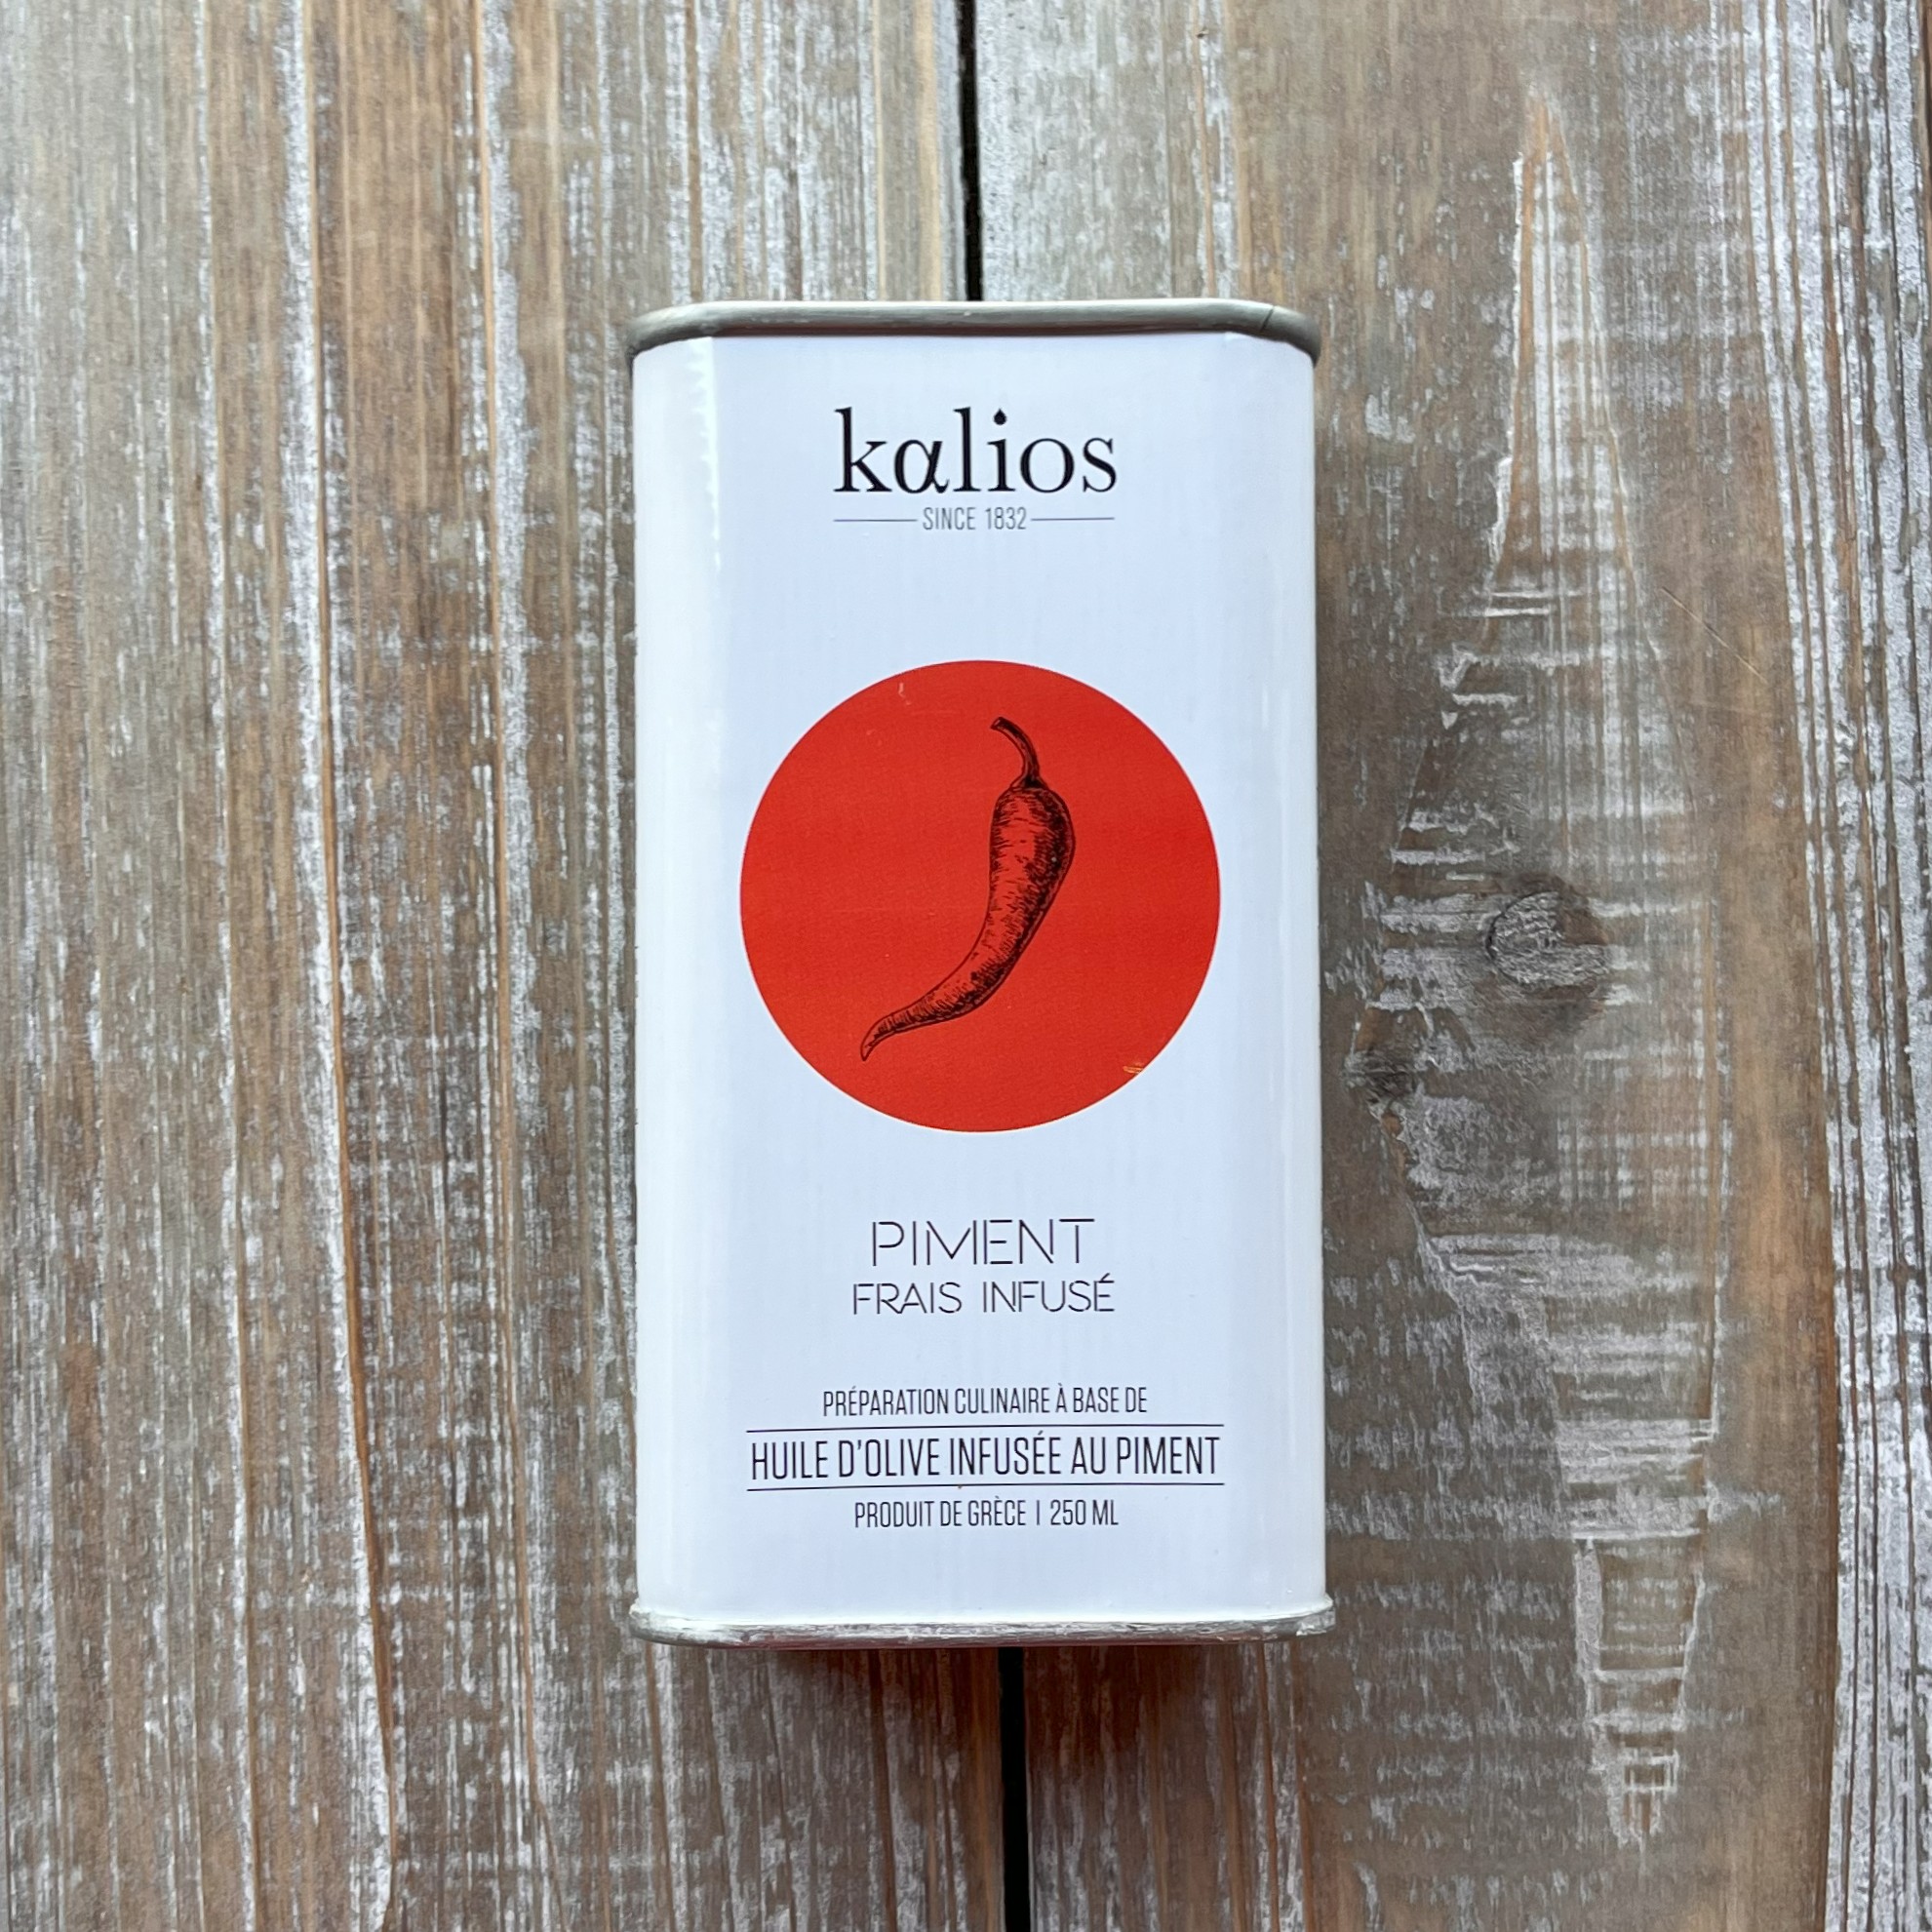 kαlios
SINCE 1832
PIMENT
FRAIS INFUSÉ
PRÉPARATION CULINAIRE À BASE DE
HUILE D'OLIVE INFUSÉE AU PIMENT
PRODUIT DE GRÈCE | 250 ML